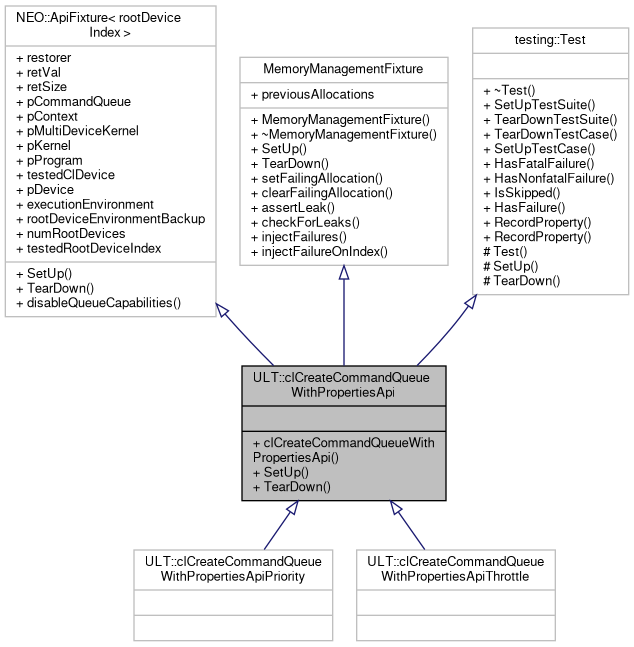 NEO::ApiFixture< rootDevice
Index >
+ restorer
+ retVal
+ retSize
+ pCommandQueue
+ pContext
+ pMultiDeviceKernel
+ pKernel
+ pProgram
+ testedClDevice
+ pDevice
+ executionEnvironment
+ rootDeviceEnvironmentBackup
+ numRootDevices
+ testedRootDeviceIndex
+ SetUp()
+ TearDown()
+ disableQueueCapabilities()
MemoryManagementFixture
+ previousAllocations
+ MemoryManagementFixture()
+ ~MemoryManagementFixture()
+ SetUp()
+ TearDown()
+ setFailingAllocation()
+ clearFailingAllocation()
+ assertLeak()
+ checkForLeaks()
+ injectFailures()
+ injectFailureOnIndex()
testing::Test
+ ~Test()
+ SetUpTestSuite()
+ TearDownTestSuite()
+ TearDownTestCase()
+ SetUpTestCase()
+ HasFatalFailure()
+ HasNonfatalFailure()
+ IsSkipped()
+ HasFailure()
+ RecordProperty()
+ RecordProperty()
# Test()
# SetUp()
# TearDown()
ULT::clCreateCommandQueue
WithPropertiesApi
+ clCreateCommandQueueWith
PropertiesApi()
+ SetUp()
+ TearDown()
ULT::clCreateCommandQueue
WithPropertiesApiPriority
ULT::clCreateCommandQueue
WithPropertiesApiThrottle